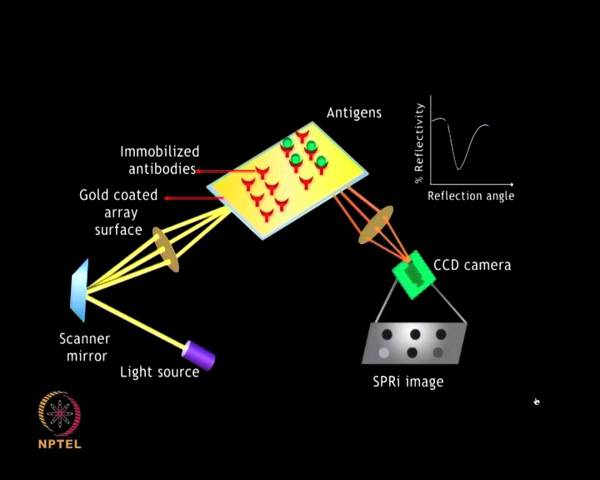 Antigens
Immobilized
antibodies
Gold coated
array
surface
% Reflectivity
Reflection angle
CCD camera
Scanner
mirror
Light source
SPRi image
NPTEL